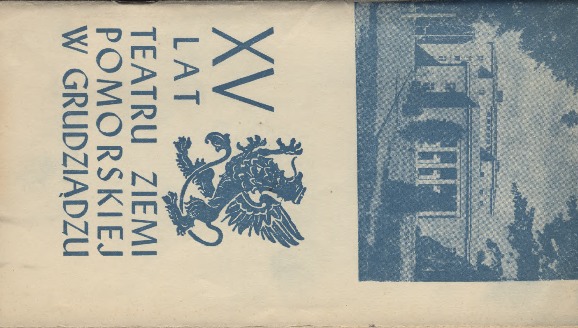 XV
LAT
TEATRU ZIEMI
POMORSKIEJ
W GRUDZIĄDZU